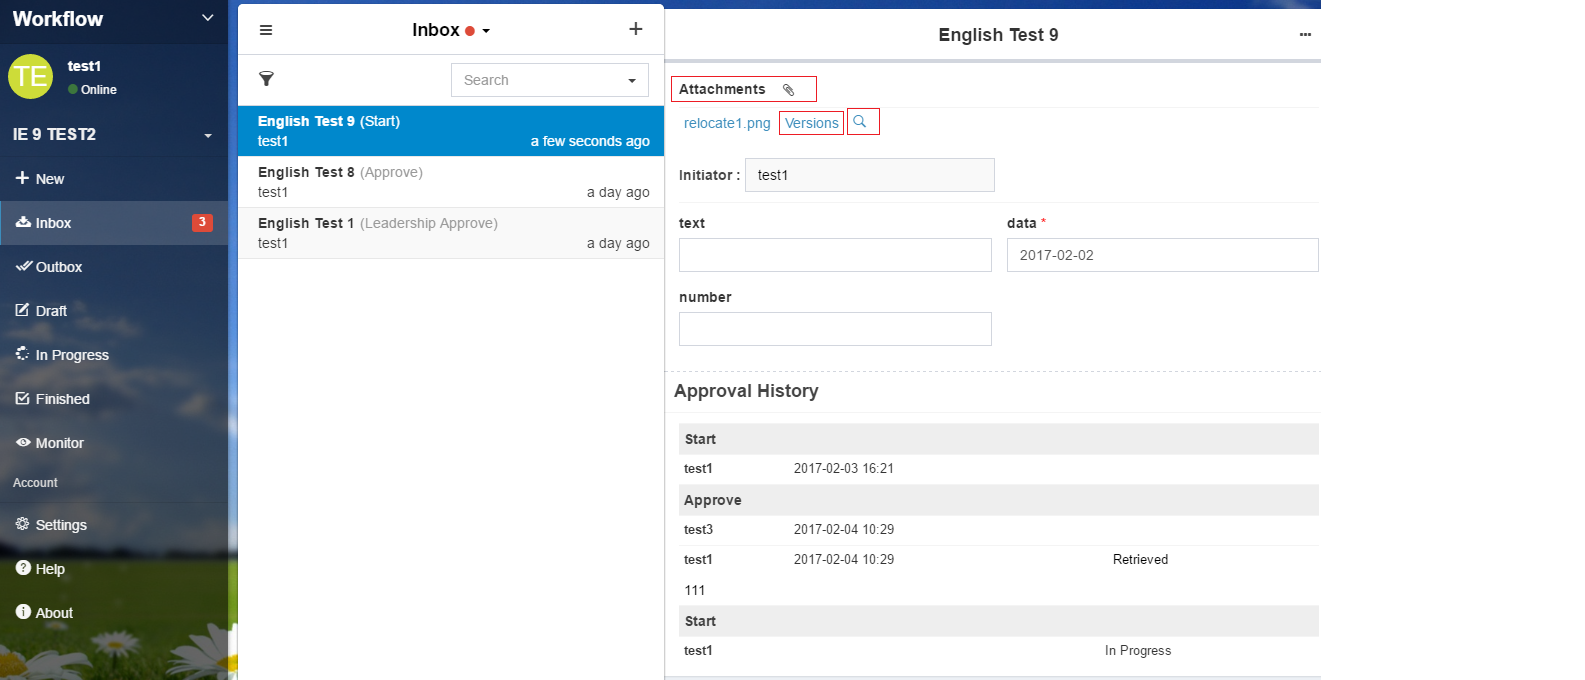 Workflow
TE
test1
Online
IE 9 TEST2
New
Inbox 3
Outbox
Draft
In Progress
Finished
Monitor
Account
Settings
Help
About
Inbox
Search
English Test 9 (Start)
test1 a few seconds ago
English Test 8 (Approve)
test1 a day ago
English Test 1 (Leadership Approve)
test1 a day ago
English Test 9
Attachments
relocate1.png Versions
Initiator : test1
text data *
2017-02-02
number
Approval History
Start
test1 2017-02-03 16:21
Approve
test3 2017-02-04 10:29
test1 2017-02-04 10:29 Retrieved
111
Start
test1 In Progress